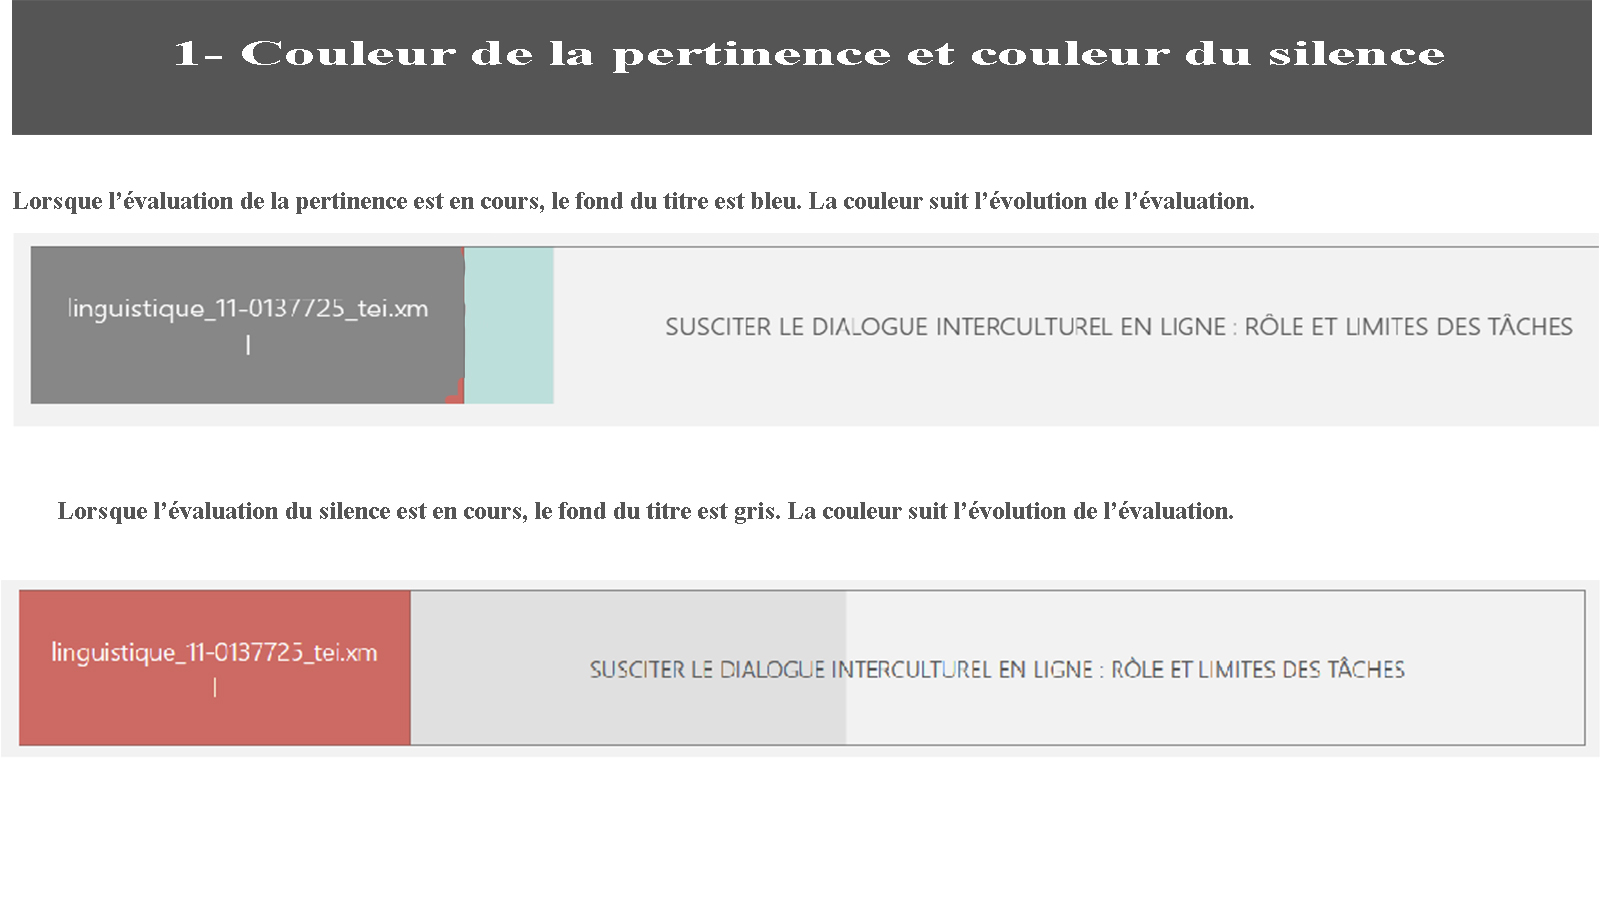 1- Couleur de la pertinence et couleur du silence
Lorsque l’évaluation de la pertinence est en cours, le fond du titre est bleu. La couleur suit l’évolution de l’évaluation.
linguistique_11-0137725_tei.xm
l
SUSCITER LE DIALOGUE INTERCULTUREL EN LIGNE : RÔLE ET LIMITES DES TÂCHES
Lorsque l’évaluation du silence est en cours, le fond du titre est gris. La couleur suit l’évolution de l’évaluation.
linguistique_11-0137725_tei.xm
l
SUSCITER LE DIALOGUE INTERCULTUREL EN LIGNE : RÔLE ET LIMITES DES TÂCHES